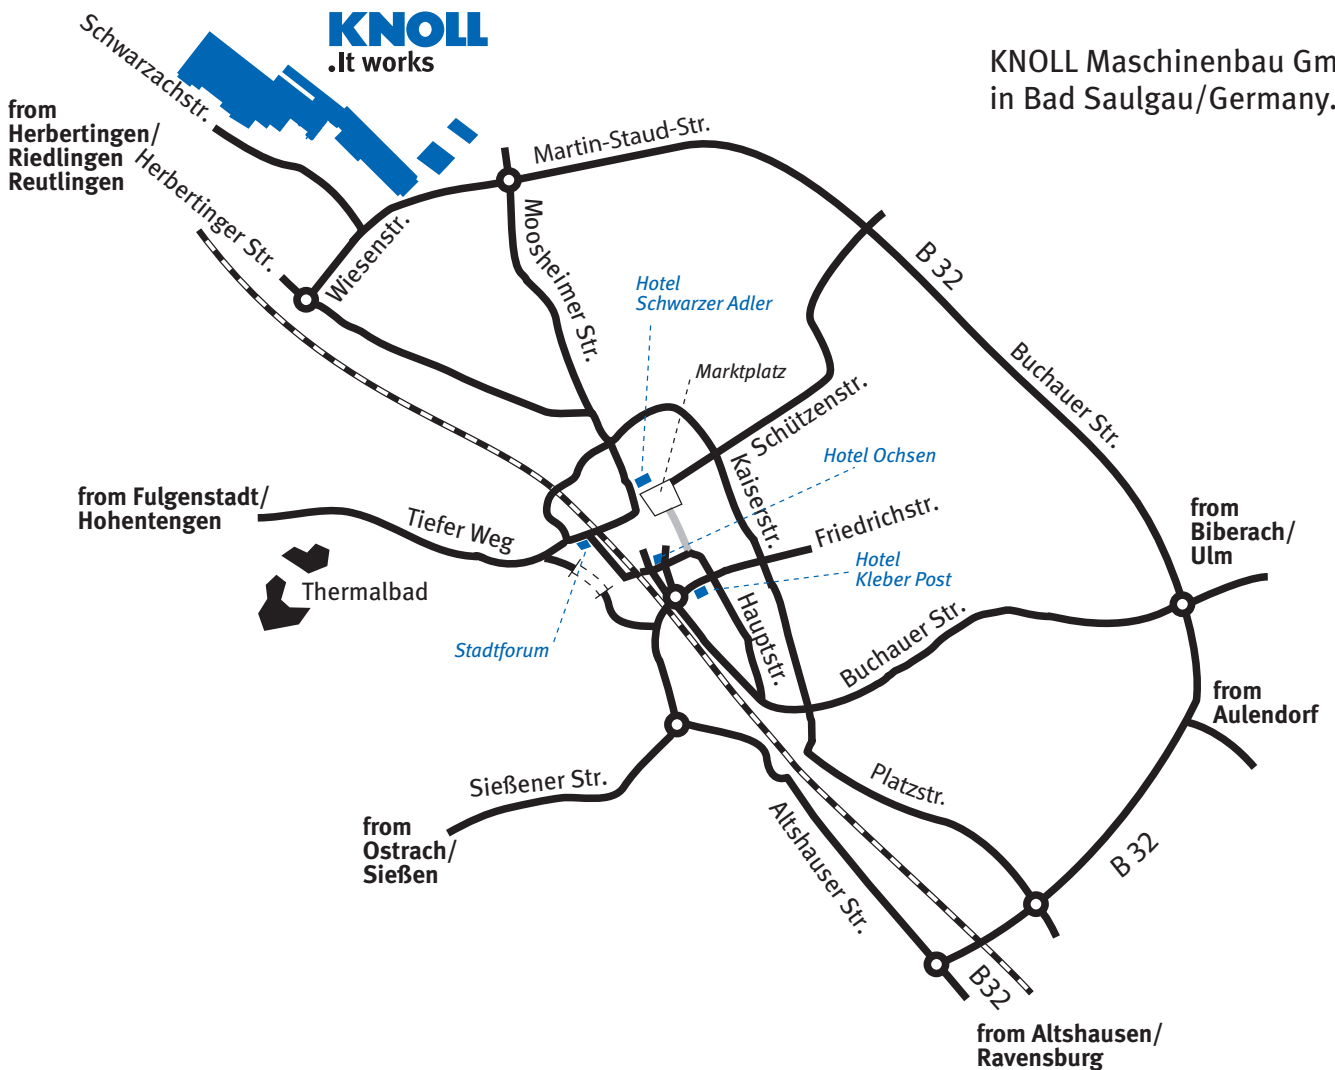 KNOLL
.It works
KNOLL Maschinenbau Gm
in Bad Saulgau/Germany.
Schwarzachstr.
from
Herbertingen/
Riedlingen
Reutlingen
Herbertinger Str.
Wiesenstr.
Martin-Staud-Str.
Moosheimer Str.
B 32
Hotel
Schwarzer Adler
Marktplatz
Schützenstr.
Buchauer Str.
Kaiserstr.
Hotel Ochsen
from Fulgenstadt/
Hohentengen
Tiefer Weg
Friedrichstr.
from
Biberach/
Ulm
Hotel
Kleber Post
Thermalbad
Hauptstr.
Buchauer Str.
Stadtforum
from
Aulendorf
Sießener Str.
Platzstr.
from
Ostrach/
Sießen
Altshauser Str.
B 32
B32
from Altshausen/
Ravensburg